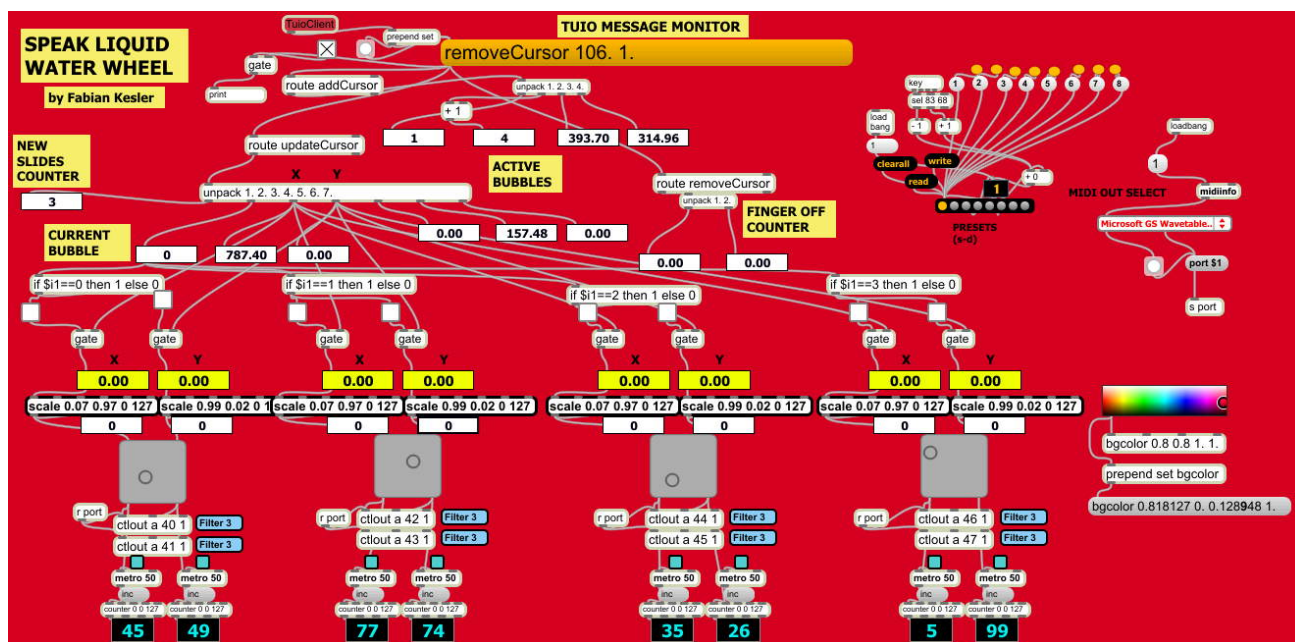 SPEAK LIQUID
WATER WHEEL
by Fabian Kesler
TuioClient
prepend set
TUIO MESSAGE MONITOR
removeCursor 106. 1.
gate
print
route addCursor
unpack 1. 2. 3. 4.
+ 1
1
4
393.70
314.96
route updateCursor
NEW
SLIDES
COUNTER
3
X
Y
ACTIVE
BUBBLES
unpack 1. 2. 3. 4. 5. 6. 7.
route removeCursor
unpack 1. 2.
FINGER OFF
COUNTER
CURRENT
BUBBLE
0
787.40
0.00
0.00
157.48
0.00
0.00
0.00
key
1
2
3
4
5
6
7
8
sel 83 68
load
bang
- 1
+ 1
1
clearall
write
read
+ 0
1
PRESETS
(s-d)
loadbang
1
MIDI OUT SELECT
midiinfo
Microsoft GS Wavetable..
port $1
s port
if $i1==0 then 1 else 0
if $i1==1 then 1 else 0
if $i1==2 then 1 else 0
if $i1==3 then 1 else 0
gate
gate
gate
gate
gate
gate
gate
gate
X
Y
X
Y
X
Y
X
Y
0.00
0.00
0.00
0.00
0.00
0.00
0.00
0.00
scale 0.07 0.97 0 127
scale 0.99 0.02 0 1
scale 0.07 0.97 0 127
scale 0.99 0.02 0 127
scale 0.07 0.97 0 127
scale 0.99 0.02 0 127
scale 0.07 0.97 0 127
scale 0.99 0.02 0 127
0
0
0
0
0
0
0
0
bgcolor 0.8 0.8 1. 1.
prepend set bgcolor
bgcolor 0.818127 0. 0.128948 1.
r port
ctlout a 40 1
Filter 3
ctlout a 41 1
Filter 3
r port
ctlout a 42 1
Filter 3
ctlout a 43 1
Filter 3
r port
ctlout a 44 1
Filter 3
ctlout a 45 1
Filter 3
r port
ctlout a 46 1
Filter 3
ctlout a 47 1
Filter 3
metro 50
metro 50
metro 50
metro 50
metro 50
metro 50
metro 50
metro 50
inc
inc
inc
inc
inc
inc
inc
inc
counter 0 0 127
counter 0 0 127
counter 0 0 127
counter 0 0 127
counter 0 0 127
counter 0 0 127
counter 0 0 127
counter 0 0 127
45
49
77
74
35
26
5
99